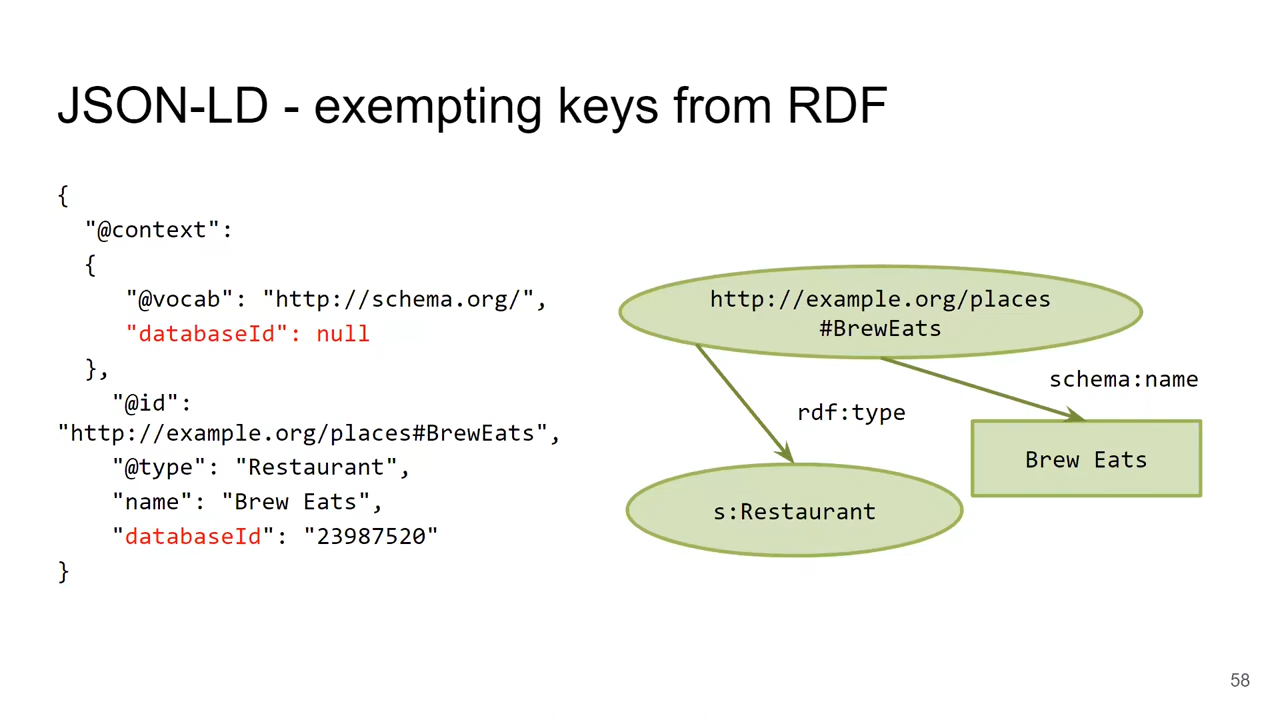 JSON-LD - exempting keys from RDF
{
"@context":
{
"@vocab": "http://schema.org/",
"databaseId": null
},
"@id":
"http://example.org/places#BrewEats",
"@type": "Restaurant",
"name": "Brew Eats",
"databaseId": "23987520"
}
http://example.org/places
#BrewEats
schema:name
rdf:type
Brew Eats
s:Restaurant
58